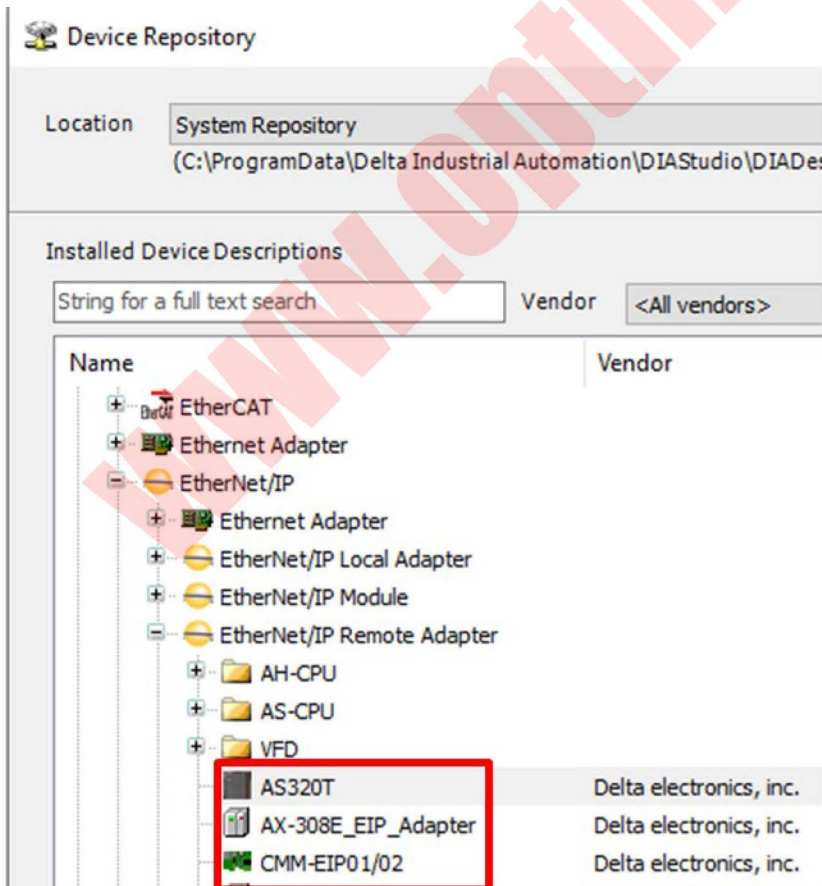 Device Repository
Location System Repository
(C:\ProgramData\Delta Industrial Automation\DIAStudio\DIADes
Installed Device Descriptions
String for a full text search Vendor <All vendors>
Name Vendor
EtherCAT
Ethernet Adapter
EtherNet/IP
Ethernet Adapter
EtherNet/IP Local Adapter
EtherNet/IP Module
EtherNet/IP Remote Adapter
AH-CPU
AS-CPU
VFD
AS320T Delta electronics, inc.
AX-308E_EIP_Adapter Delta electronics, inc.
CMM-EIP01/02 Delta electronics, inc.